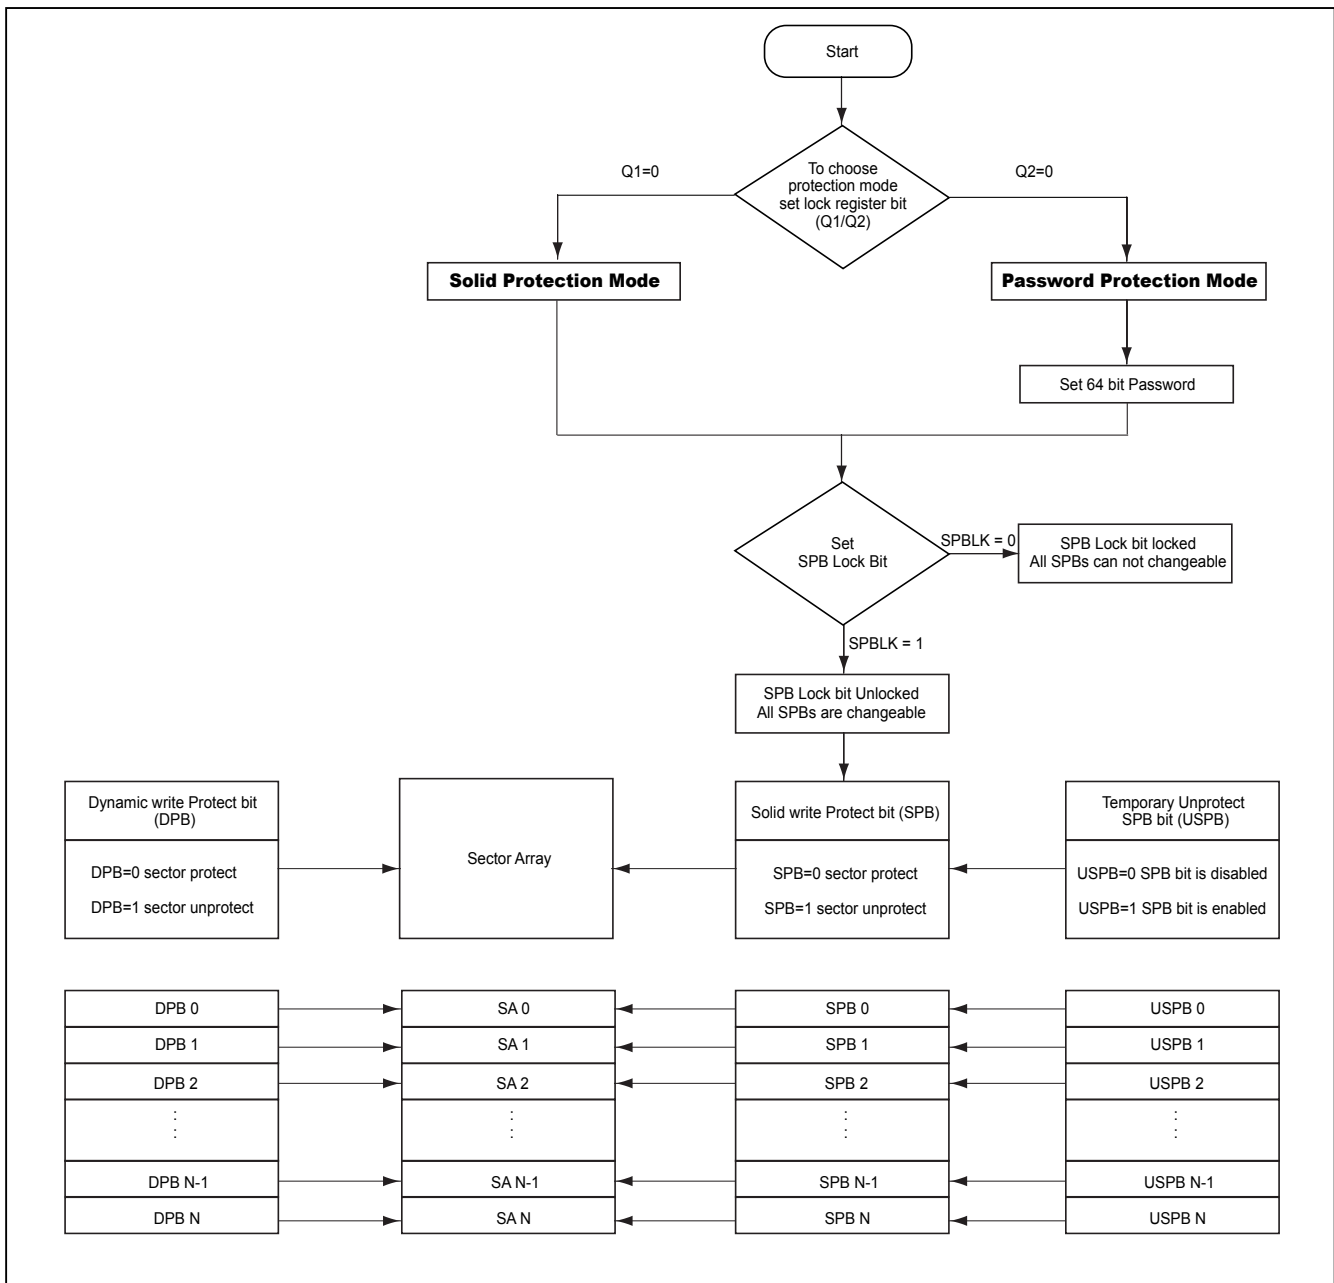 Start
To choose
protection mode
set lock register bit
(Q1/Q2)
Q1=0
Q2=0
Solid Protection Mode
Password Protection Mode
Set 64 bit Password
Set
SPB Lock Bit
SPBLK = 0
SPB Lock bit locked
All SPBs can not changeable
SPBLK = 1
SPB Lock bit Unlocked
All SPBs are changeable
Dynamic write Protect bit
(DPB)
DPB=0 sector protect
DPB=1 sector unprotect
Sector Array
Solid write Protect bit (SPB)
SPB=0 sector protect
SPB=1 sector unprotect
Temporary Unprotect
SPB bit (USPB)
USPB=0 SPB bit is disabled
USPB=1 SPB bit is enabled
DPB 0
SA 0
SPB 0
USPB 0
DPB 1
SA 1
SPB 1
USPB 1
DPB 2
SA 2
SPB 2
USPB 2
DPB N-1
SA N-1
SPB N-1
USPB N-1
DPB N
SA N
SPB N
USPB N